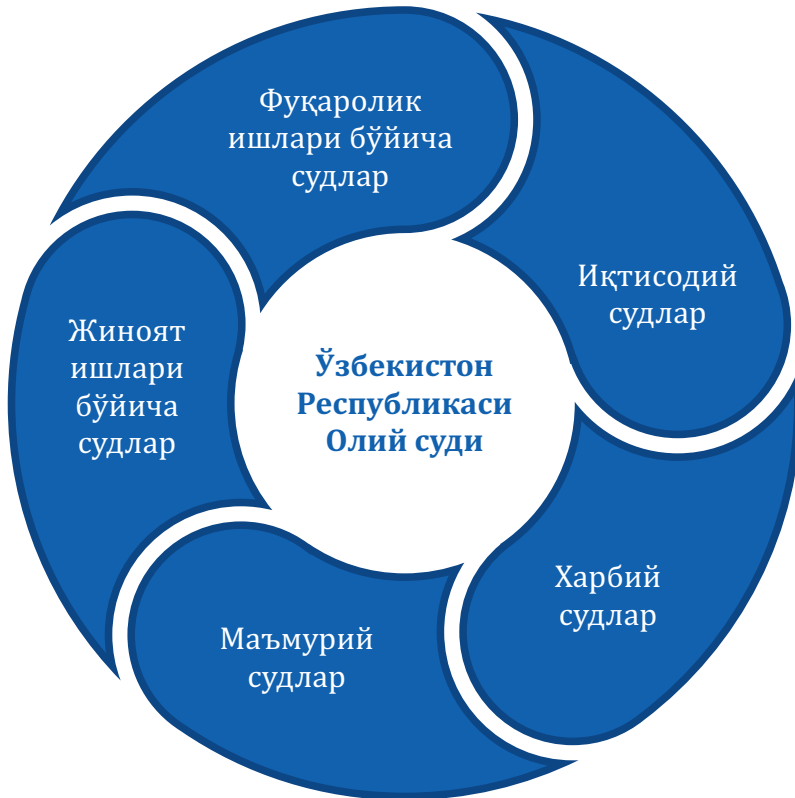 Фуқаролик
ишлари бўйича
судлар
Иқтисодий
судлар
Жиноят
ишлари
бўйича
судлар
Ўзбекистон
Республикаси
Олий суди
Харбий
судлар
Маъмурий
судлар